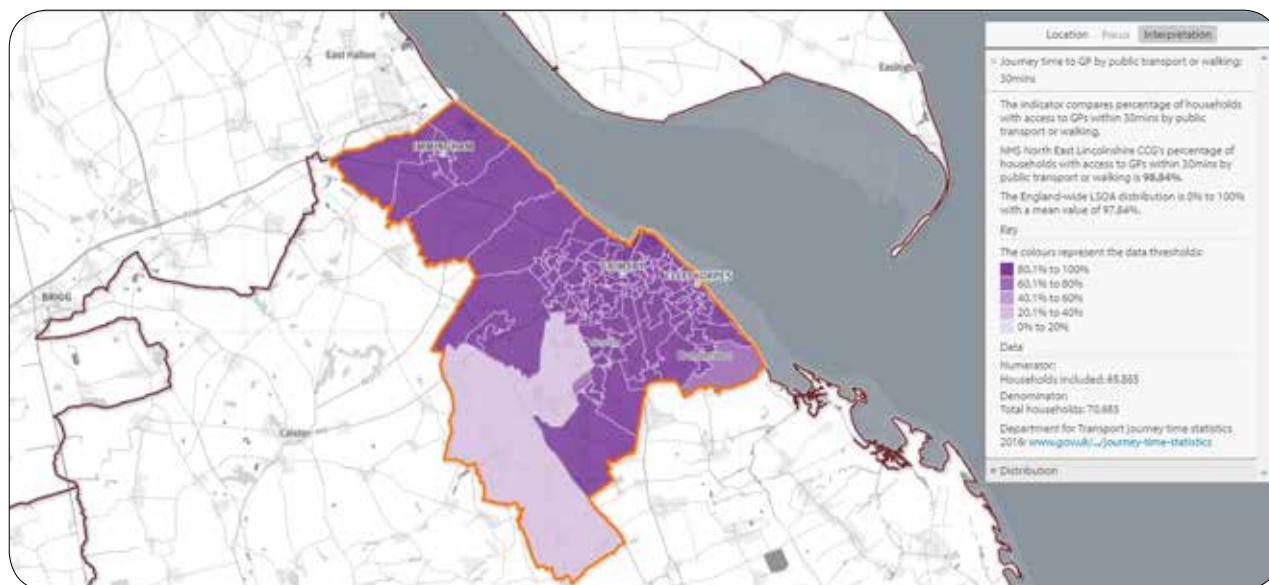 East Halton
Easington
IMMINGHAM
GRIMSBY
CLEETHORPES
BRIGG
Caistor
Location Focus Interpretation
Journey time to GP by public transport or walking:
30mins
The indicator compares percentage of households
with access to GPs within 30mins by public
transport or walking.
NHS North East Lincolnshire CCG's percentage of
households with access to GPs within 30mins by
public transport or walking is 98.84%.
The England-wide LSOA distribution is 0% to 100%
with a mean value of 97.84%.
Key
The colours represent the data thresholds:
80.1% to 100%
60.1% to 80%
40.1% to 60%
20.1% to 40%
0% to 20%
Data
Numerator:
Households included: 69,865
Denominator:
Total households: 70,685
Department for Transport journey time statistics
2016: www.gov.uk/.../journey-time-statistics
Distribution